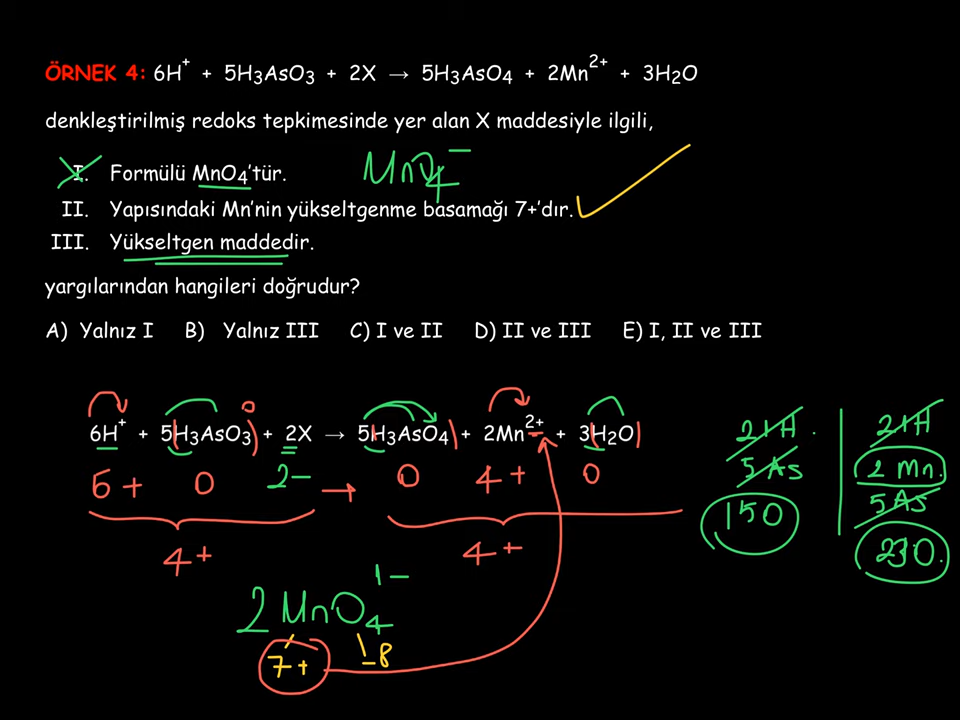 ÖRNEK 4: 6H⁺ + 5H₃AsO₃ + 2X → 5H₃AsO₄ + 2Mn²⁺ + 3H₂O
denkleştirilmiş redoks tepkimesinde yer alan X maddesiyle ilgili,
I. Formülü MnO₄'tür. MnO₄⁻
II. Yapısındaki Mn'nin yükseltgenme basamağı 7+'dır.
III. Yükseltgen maddedir.
yargılarından hangileri doğrudur?
A) Yalnız I B) Yalnız III C) I ve II D) II ve III E) I, II ve III
6H⁺ + 5H₃AsO₃ + 2X → 5H₃AsO₄ + 2Mn²⁺ + 3H₂O
6+ 0 2- → 0 4+ 0
4+ 4+
21H 21H
5As 2Mn.
150 5As
230.
2MnO₄¹⁻
7+ -8